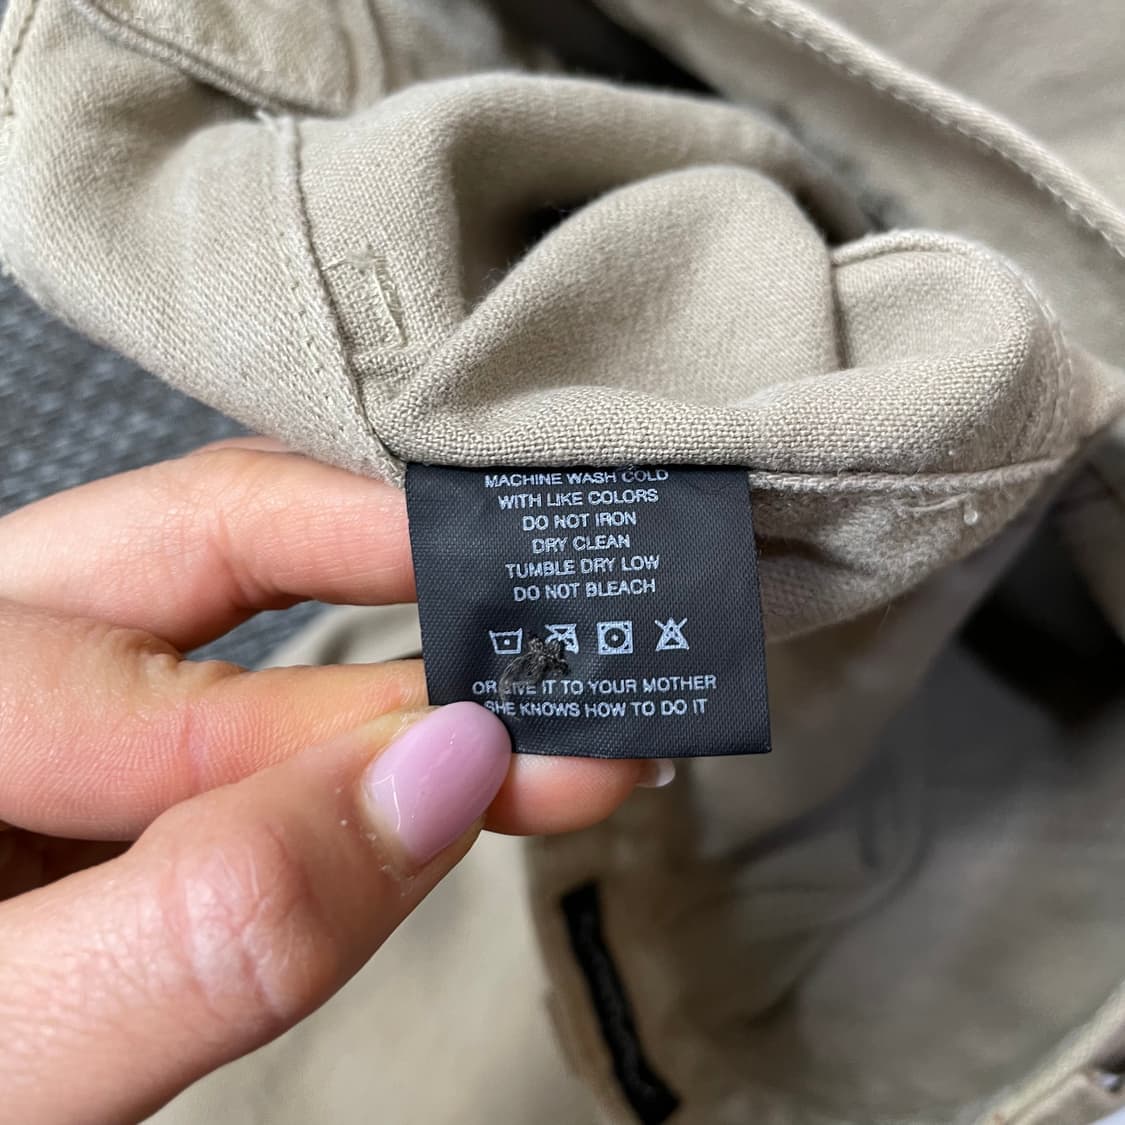 MACHINE WASH COLD
WITH LIKE COLORS
DO NOT IRON
DRY CLEAN
TUMBLE DRY LOW
DO NOT BLEACH
OR GIVE IT TO YOUR MOTHER
SHE KNOWS HOW TO DO IT